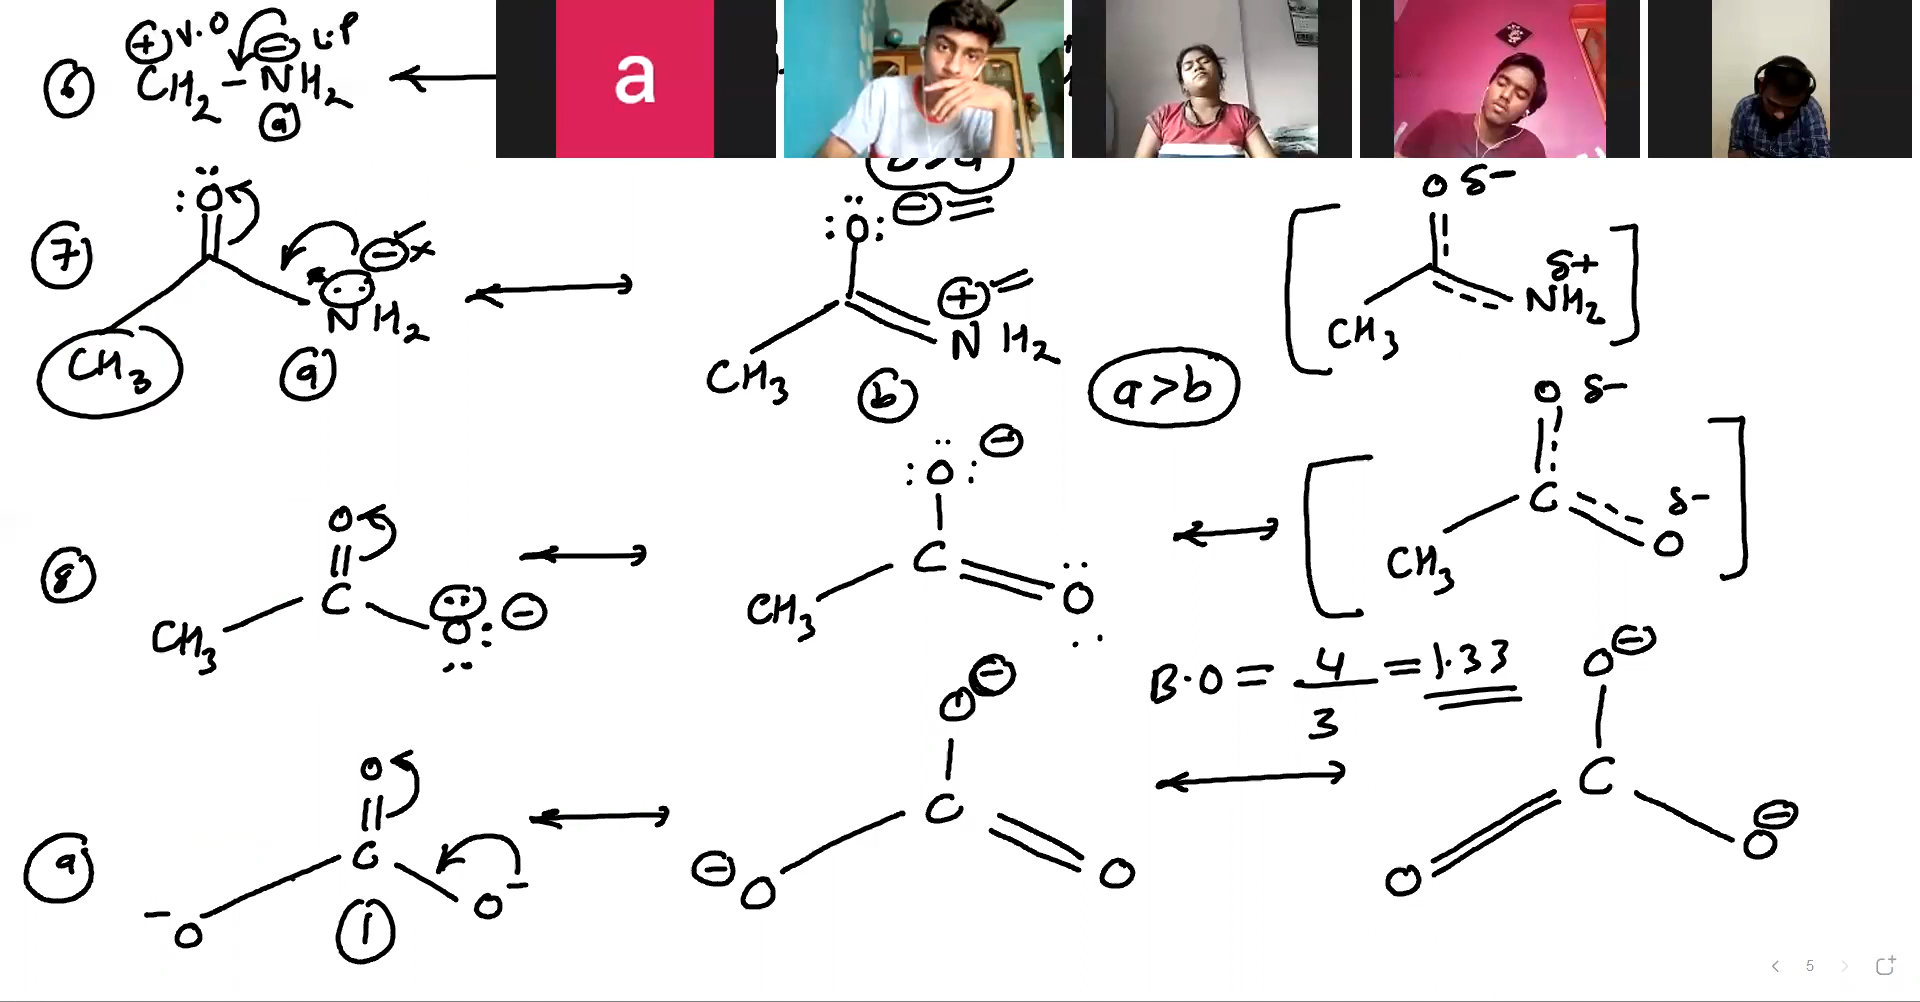 ⊕ V.O ⊖ L.P
⑥ CH₂ – NH₂ ←
ⓐ
a
⑦ :Ö ⊖ x
CH₃ N̈H₂
ⓐ
↔
:Ö: ⊖
CH₃ ⊕ NH₂
ⓑ
a > b
[ O δ−
CH₃ δ+ NH₂ ]
⑧ O
CH₃ C Ö: ⊖
↔
:Ö: ⊖
CH₃ C O
↔
[ O δ−
CH₃ C O δ− ]
B.O = 4/3 = 1.33
⑨ O
−O C O−
①
↔
O⊖
⊖O C O
↔
O⊖
O C O⊖
5